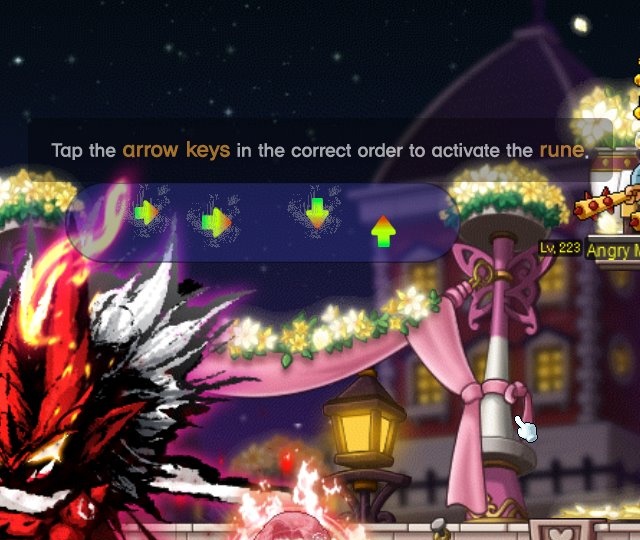 Tap the arrow keys in the correct order to activate the rune.
Lv. 223 Angry